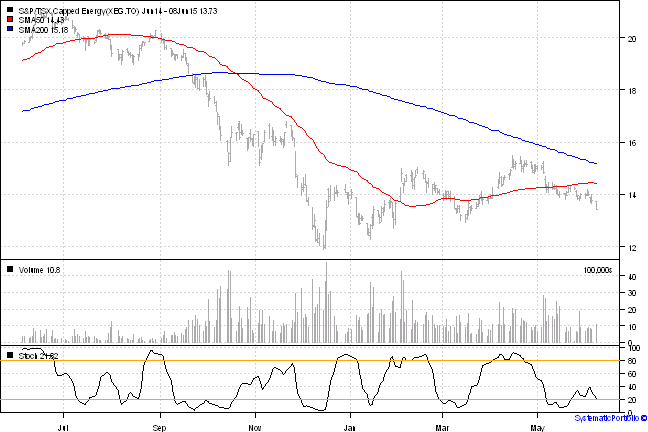 S&P/TSX,Capped Energy(XEG.TO) Jun14 - 08Jun15 13.73
SMA50 14.43
SMA200 15.18
20
18
16
14
12
Volume 10.8
100,000s
40
30
20
10
0
Stoch 21.82
100
80
60
40
20
0
Jul
Sep
Nov
Jan
Mar
May
SystematicPortfolio ©